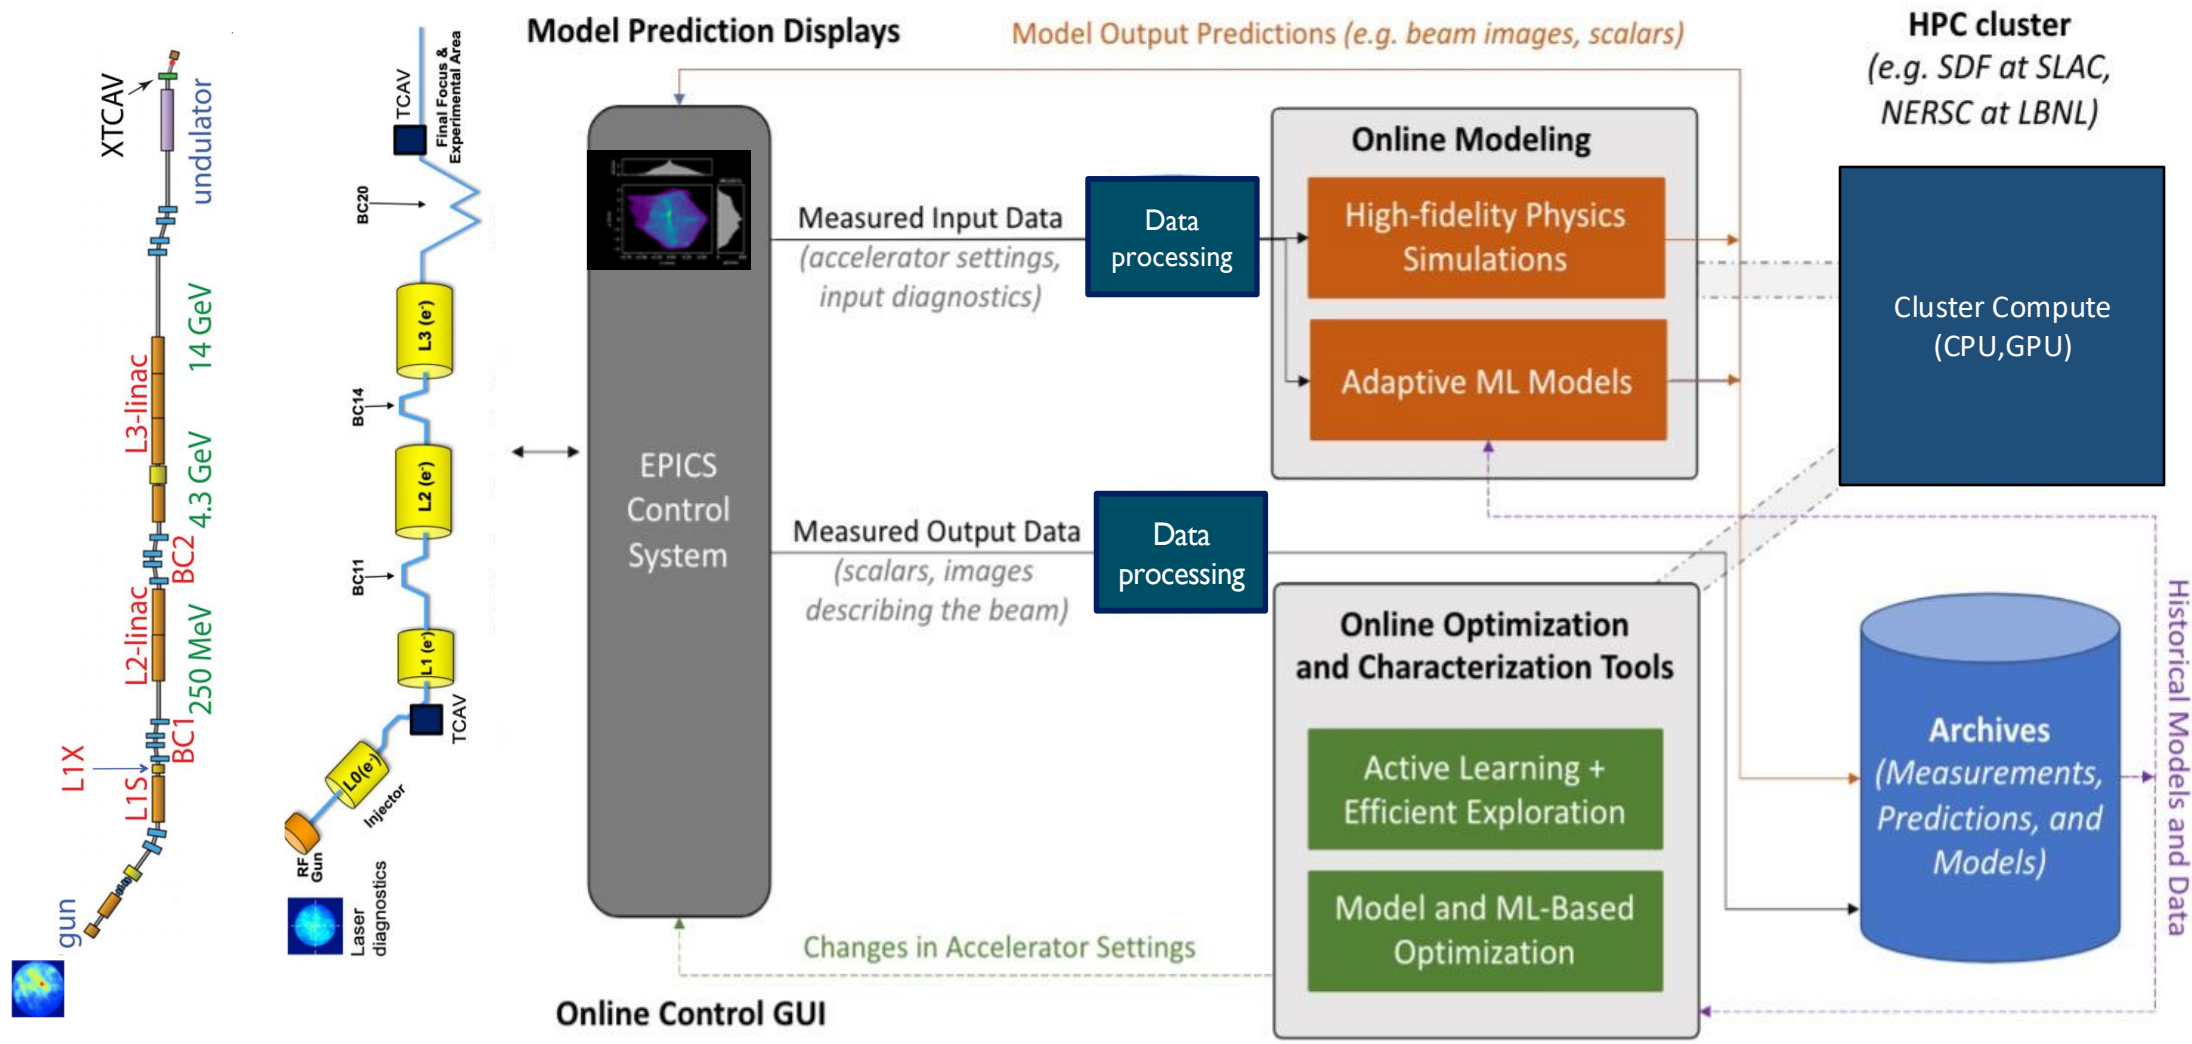 XTCAV
undulator
14 GeV
L3-linac
4.3 GeV
BC2
L2-linac
250 MeV
BC1
L1X
L1S
gun
TCAV
Final Focus &
Experimental Area
BC20
L3 (e-)
BC14
L2 (e-)
BC11
L1 (e-)
TCAV
L0(e-)
Injector
RF
Gun
Laser
diagnostics
Model Prediction Displays
Model Output Predictions (e.g. beam images, scalars)
HPC cluster
(e.g. SDF at SLAC,
NERSC at LBNL)
EPICS
Control
System
Measured Input Data
(accelerator settings,
input diagnostics)
Data
processing
Online Modeling
High-fidelity Physics
Simulations
Adaptive ML Models
Cluster Compute
(CPU,GPU)
Measured Output Data
(scalars, images
describing the beam)
Data
processing
Online Optimization
and Characterization Tools
Active Learning +
Efficient Exploration
Model and ML-Based
Optimization
Archives
(Measurements,
Predictions, and
Models)
Historical Models and Data
Changes in Accelerator Settings
Online Control GUI